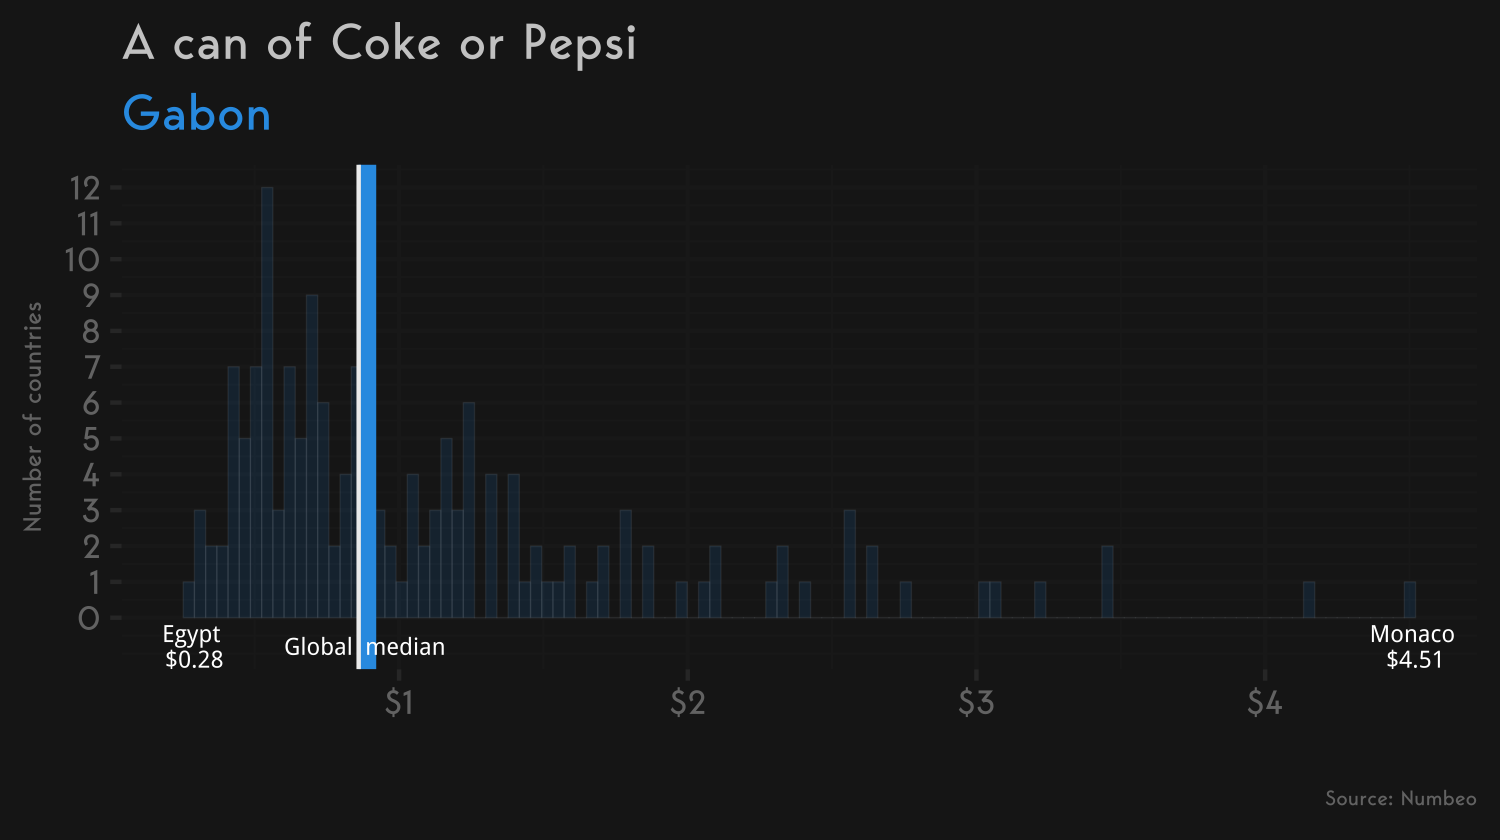 A can of Coke or Pepsi
Gabon
Number of countries
12
11
10
9
8
7
6
5
4
3
2
1
0
Egypt
$0.28
Global median
Monaco
$4.51
$1 $2 $3 $4
Source: Numbeo